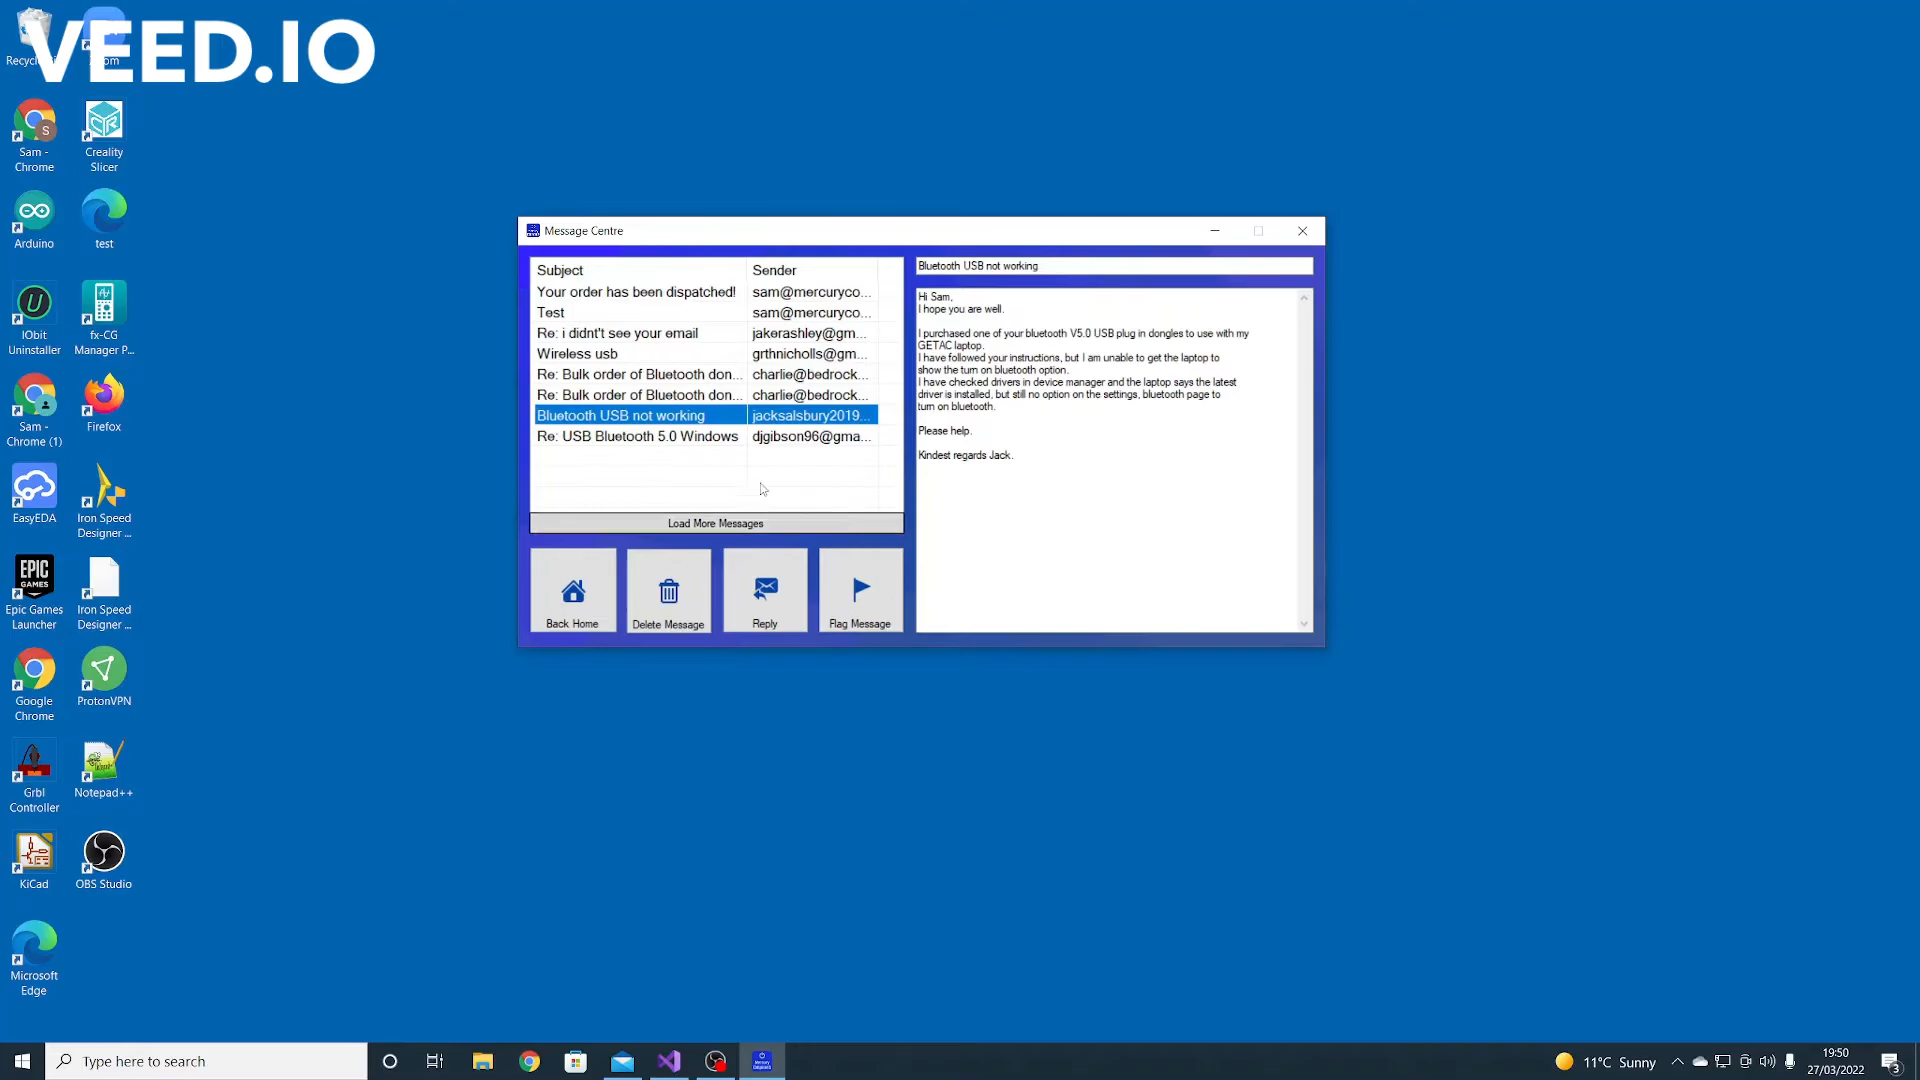 VEED.IO
Sam -
Chrome
Creality
Slicer
Arduino
test
IObit
Uninstaller
fx-CG
Manager P...
Sam -
Chrome (1)
Firefox
EasyEDA
Iron Speed
Designer ...
EPIC
GAMES
Epic Games
Launcher
Iron Speed
Designer ...
Google
Chrome
ProtonVPN
Grbl
Controller
Notepad++
KiCad
OBS Studio
Microsoft
Edge
Message Centre
Subject Sender
Your order has been dispatched! sam@mercuryco...
Test sam@mercuryco...
Re: i didnt't see your email jakerashley@gm...
Wireless usb grthnicholls@gm...
Re: Bulk order of Bluetooth don... charlie@bedrock...
Re: Bulk order of Bluetooth don... charlie@bedrock...
Bluetooth USB not working jacksalsbury2019...
Re: USB Bluetooth 5.0 Windows djgibson96@gma...
Load More Messages
Back Home
Delete Message
Reply
Flag Message
Bluetooth USB not working
Hi Sam,
I hope you are well.
I purchased one of your bluetooth V5.0 USB plug in dongles to use with my
GETAC laptop.
I have followed your instructions, but I am unable to get the laptop to
show the turn on bluetooth option.
I have checked drivers in device manager and the laptop says the latest
driver is installed, but still no option on the settings, bluetooth page to
turn on bluetooth.
Please help.
Kindest regards Jack.
Type here to search
11°C Sunny
19:50
27/03/2022
3